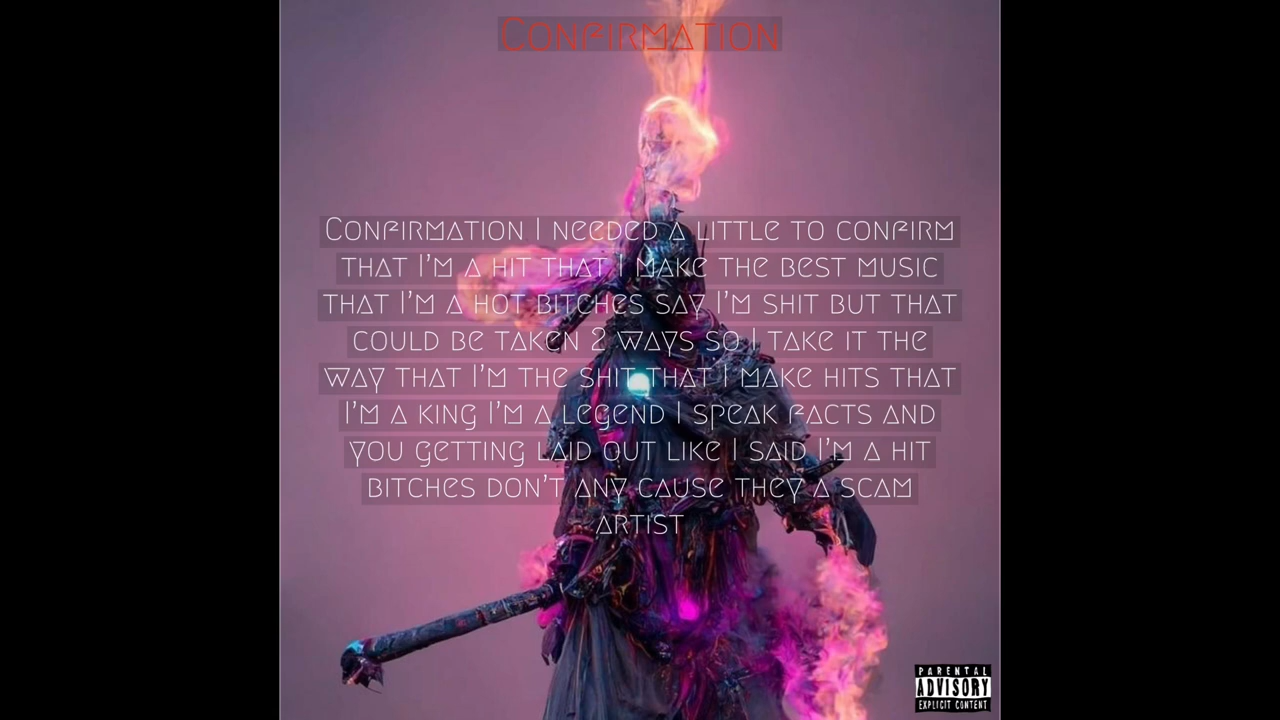 Confirmation
Confirmation I needed a little to confirm
that I'm a hit that I make the best music
that I'm a hot bitches say I'm shit but that
could be taken 2 ways so I take it the
way that I'm the shit that I make hits that
I'm a king I'm a legend I speak facts and
you getting laid out like I said I'm a hit
bitches don't any cause they a scam
artist
PARENTAL
ADVISORY
EXPLICIT CONTENT